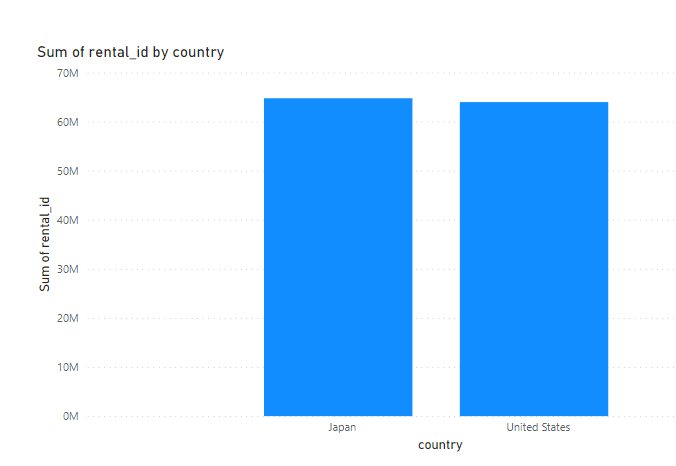 Sum of rental_id by country
70M
60M
50M
40M
30M
20M
10M
0M
Sum of rental_id
Japan
United States
country